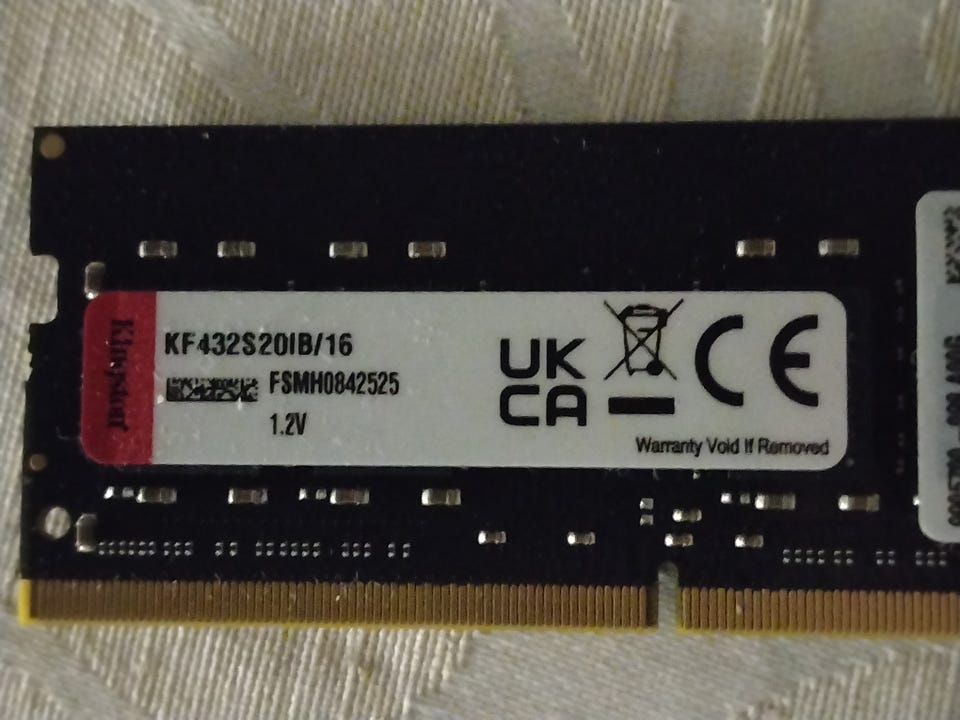 Kingston
KF432S20IB/16
FSMH0842525
1.2V
UK
CA
CE
Warranty Void If Removed